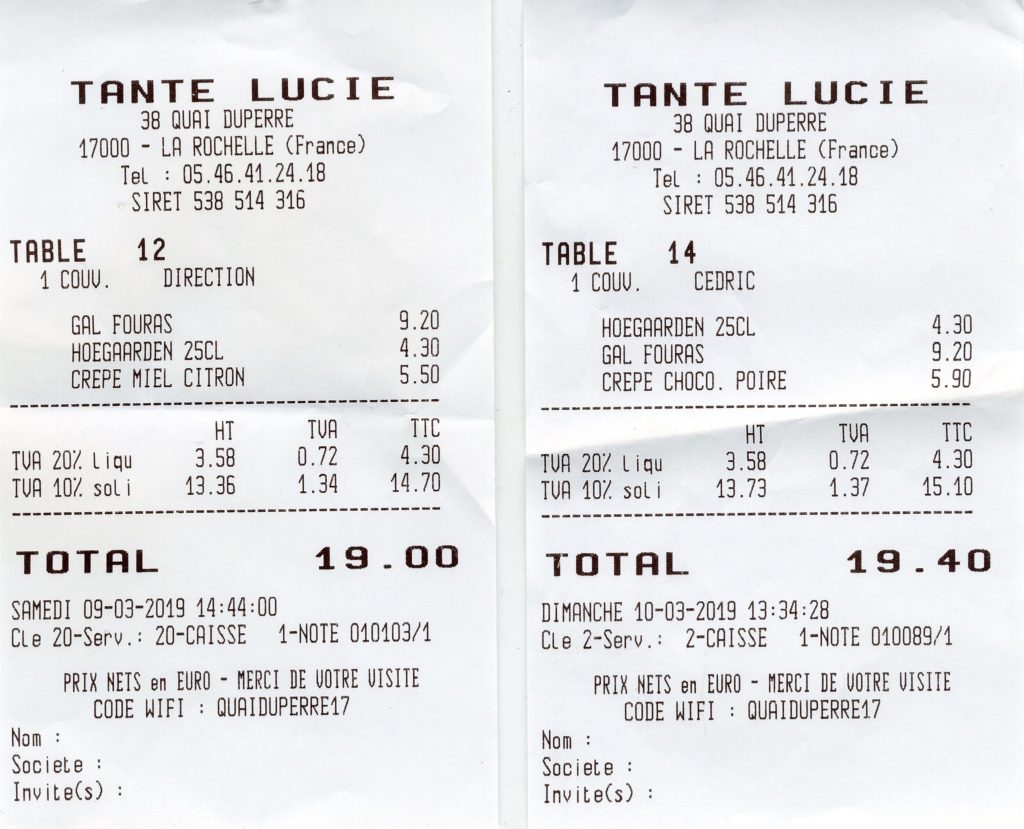 TANTE LUCIE
38 QUAI DUPERRE
17000 - LA ROCHELLE (France)
Tel : 05.46.41.24.18
SIRET 538 514 316
TABLE 12
1 COUV. DIRECTION
GAL FOURAS 9.20
HOEGAARDEN 25CL 4.30
CREPE MIEL CITRON 5.50
HT TVA TTC
TVA 20% liqu 3.58 0.72 4.30
TVA 10% soli 13.36 1.34 14.70
TOTAL 19.00
SAMEDI 09-03-2019 14:44:00
Cle 20-Serv.: 20-CAISSE 1-NOTE 010103/1
PRIX NETS en EURO - MERCI DE VOTRE VISITE
CODE WIFI : QUAIDUPERRE17
Nom :
Societe :
Invite(s) :
TANTE LUCIE
38 QUAI DUPERRE
17000 - LA ROCHELLE (France)
Tel : 05.46.41.24.18
SIRET 538 514 316
TABLE 14
1 COUV. CEDRIC
HOEGAARDEN 25CL 4.30
GAL FOURAS 9.20
CREPE CHOCO. POIRE 5.90
HT TVA TTC
TVA 20% liqu 3.58 0.72 4.30
TVA 10% soli 13.73 1.37 15.10
TOTAL 19.40
DIMANCHE 10-03-2019 13:34:28
Cle 2-Serv.: 2-CAISSE 1-NOTE 010089/1
PRIX NETS en EURO - MERCI DE VOTRE VISITE
CODE WIFI : QUAIDUPERRE17
Nom :
Societe :
Invite(s) :